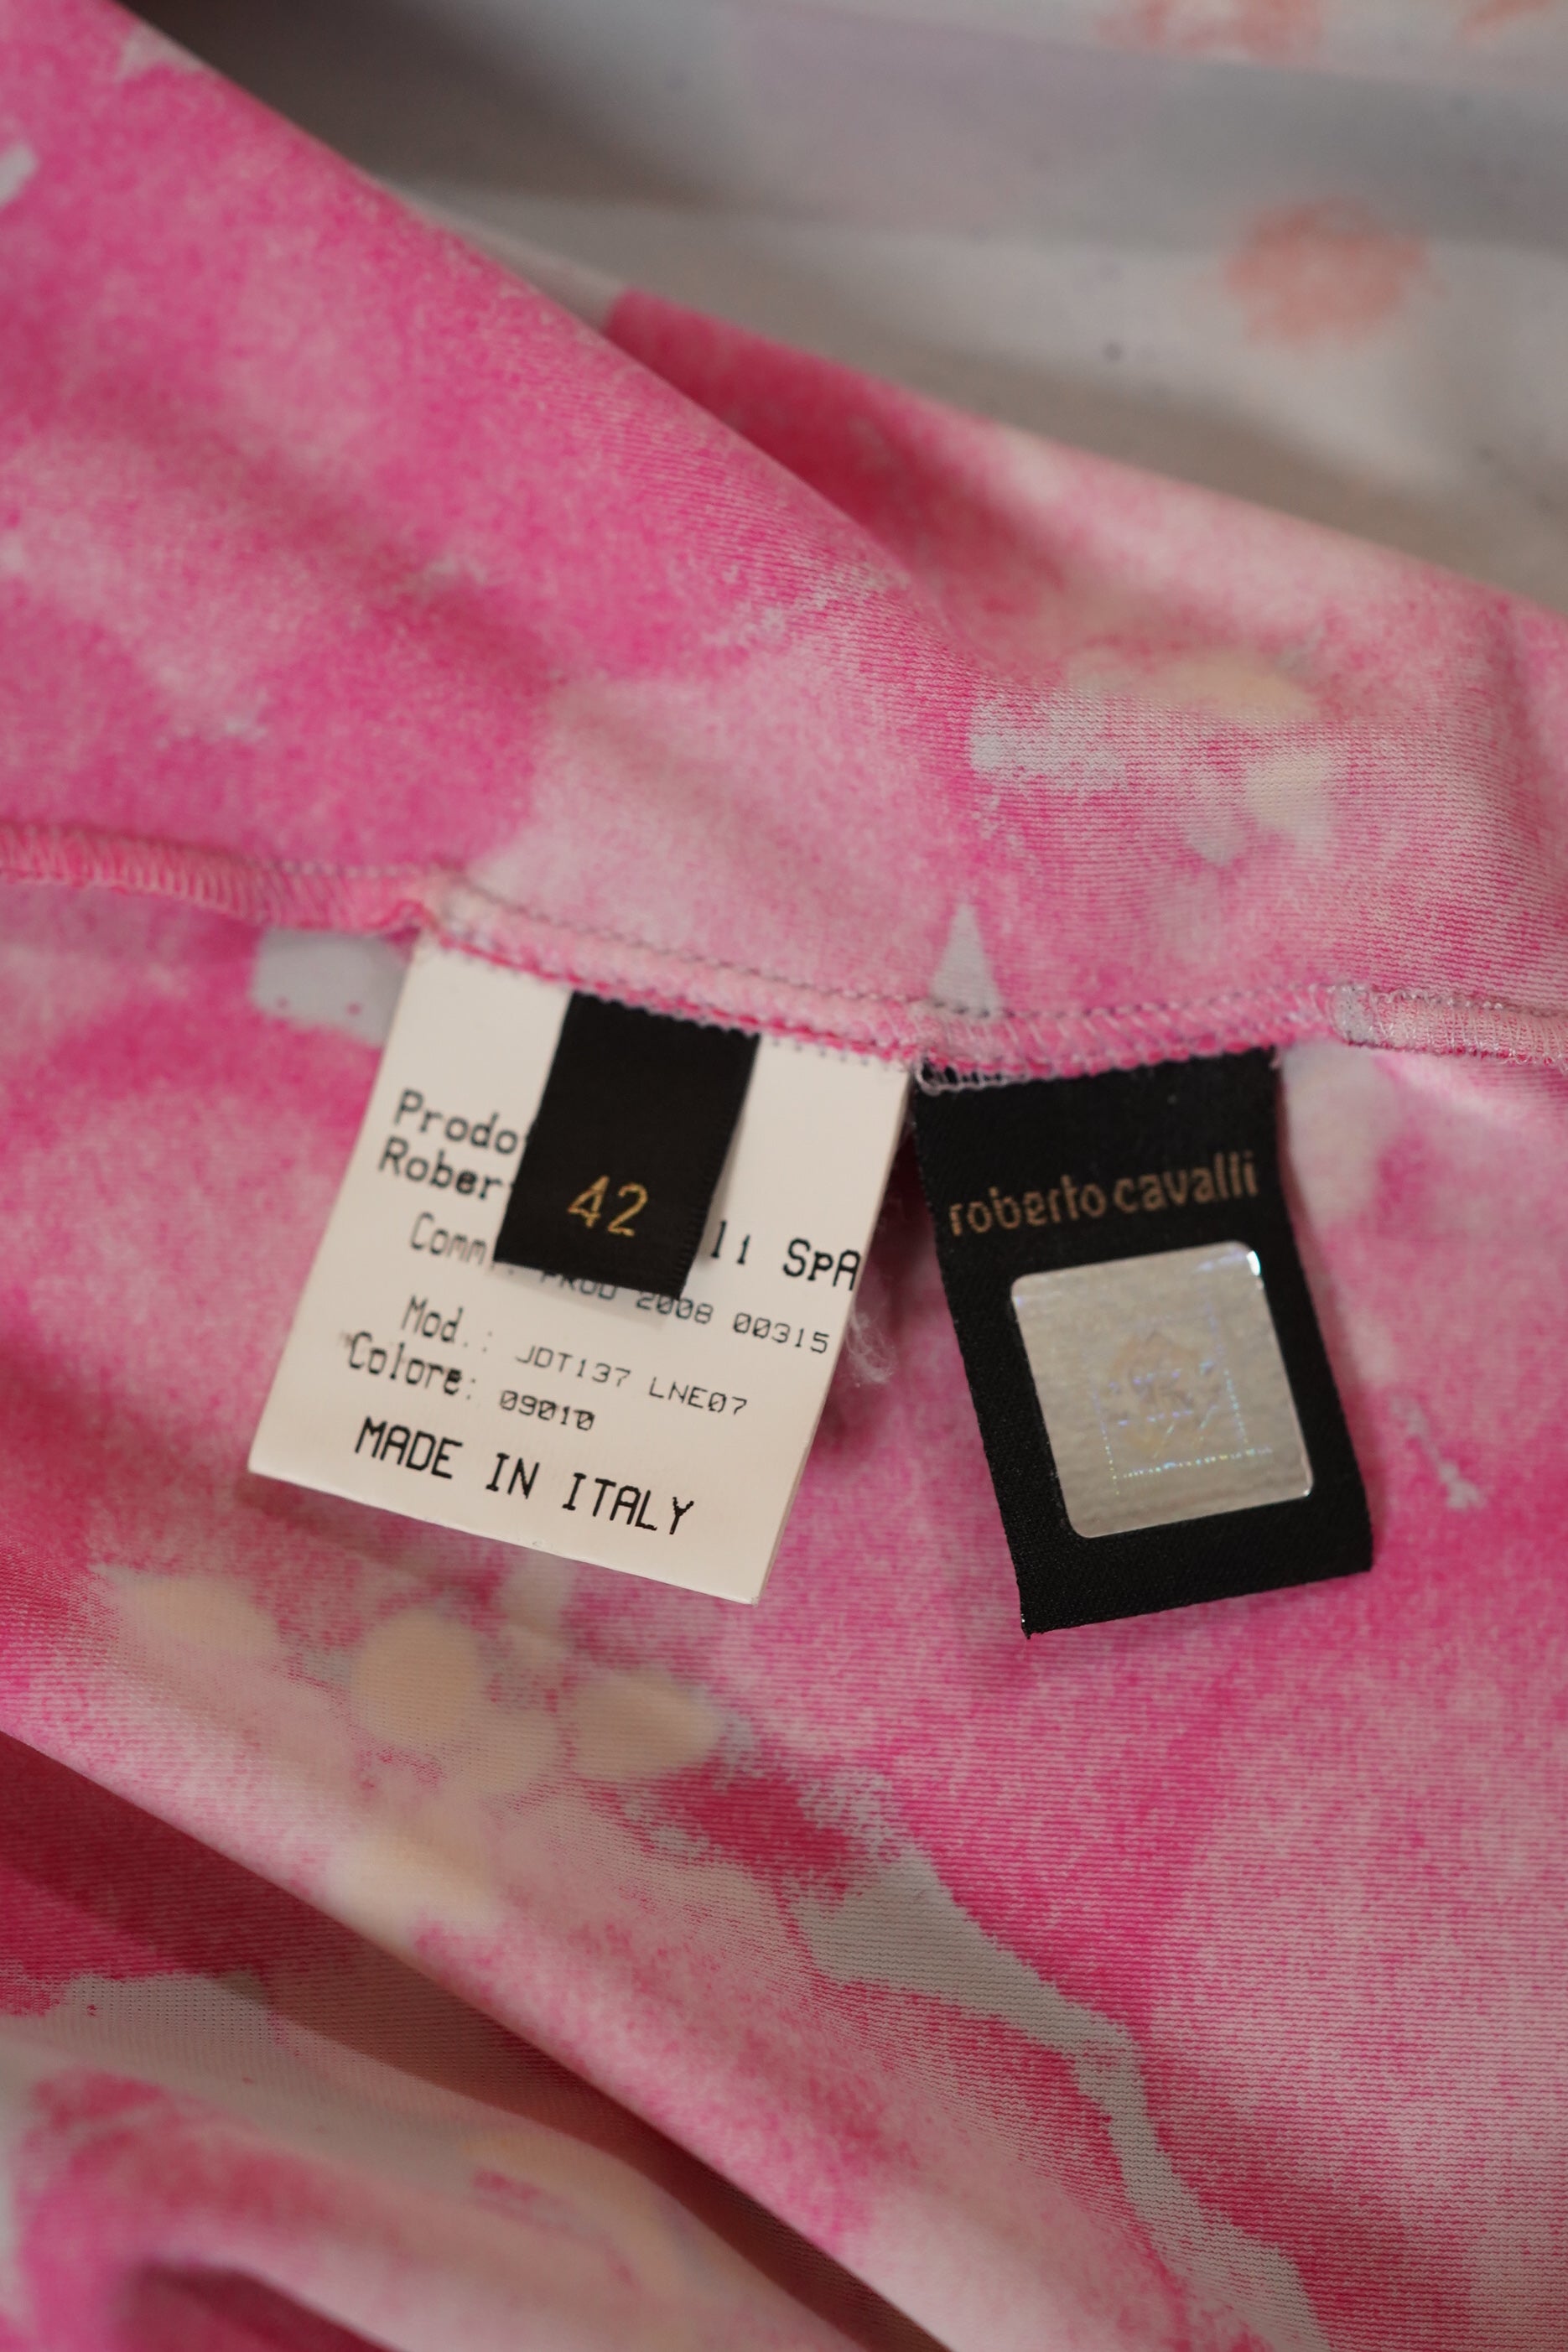 Prodo
Rober
li SpA
42
Comm.: PROD 2008 00315
Mod.: JDT137 LNE07
Colore: 09010
MADE IN ITALY
roberto cavalli